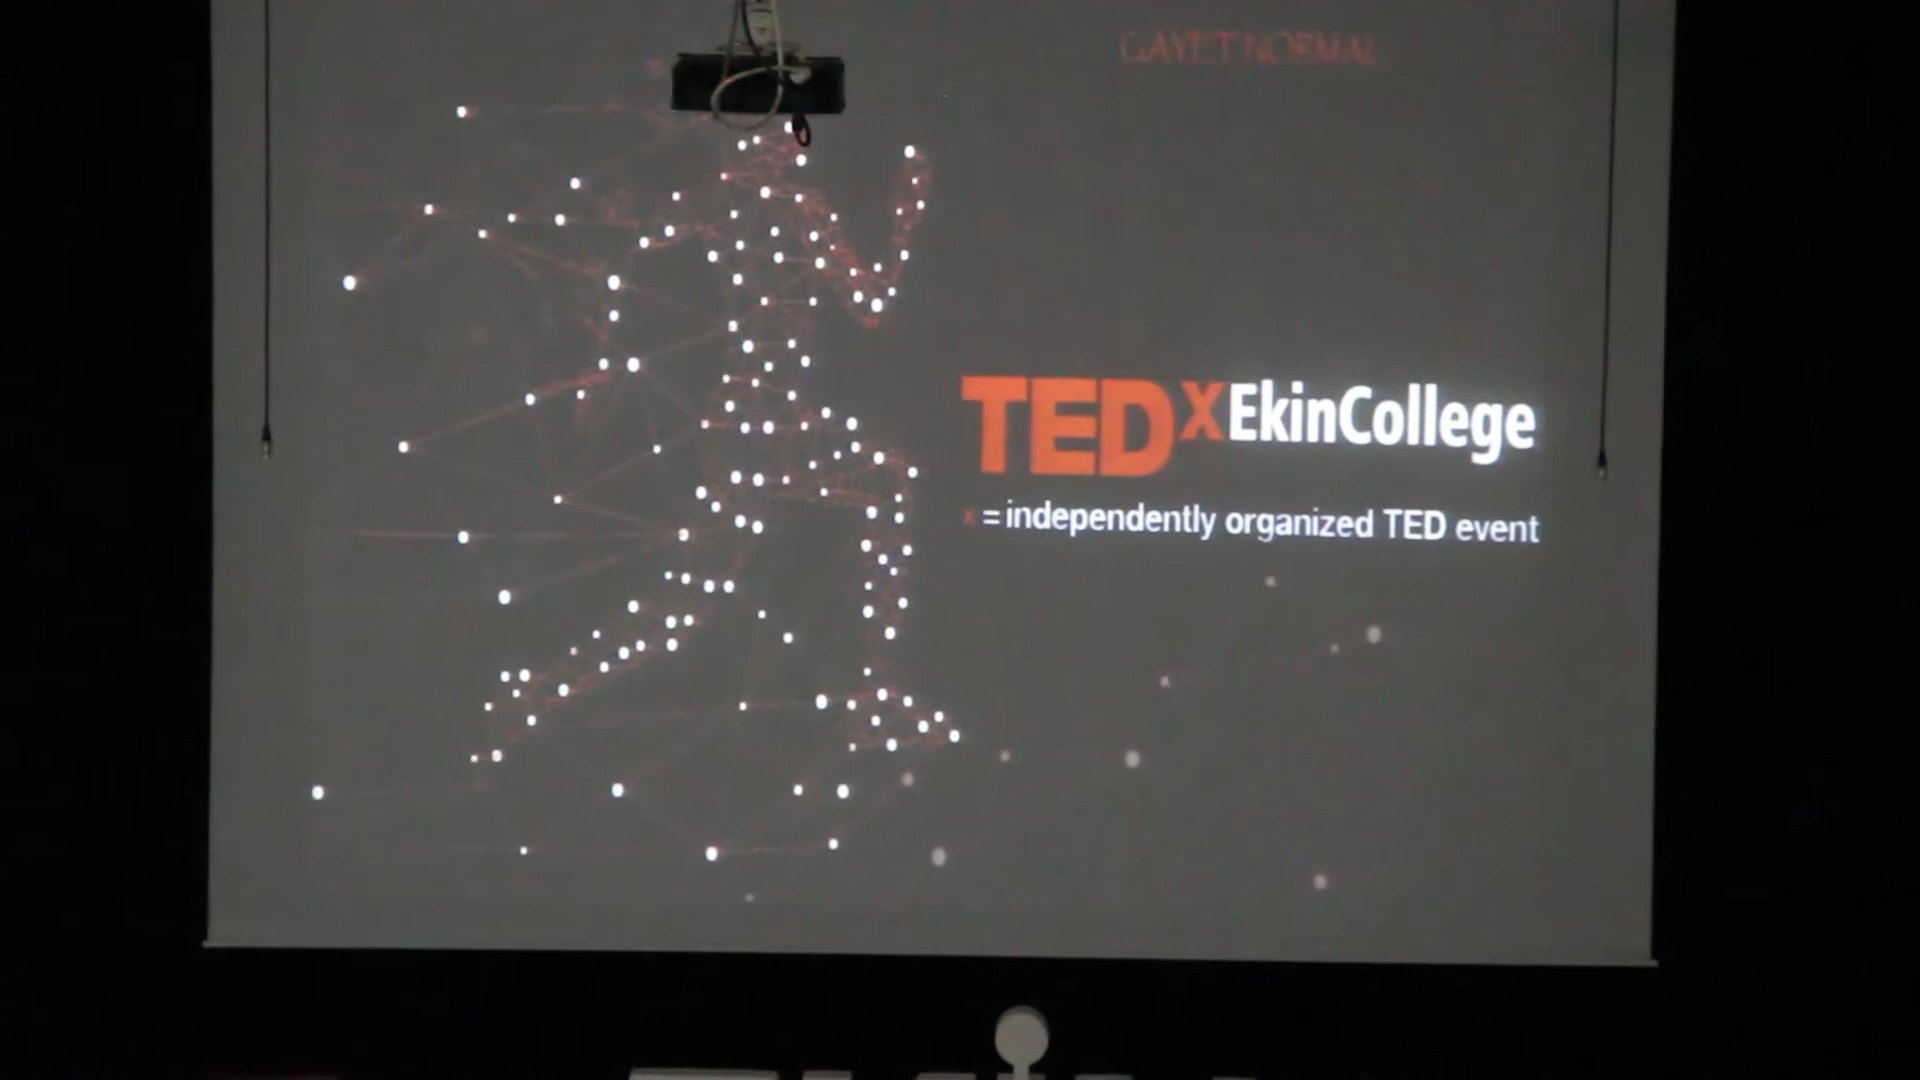 GAYET NORMAL
TEDxEkinCollege
x = independently organized TED event